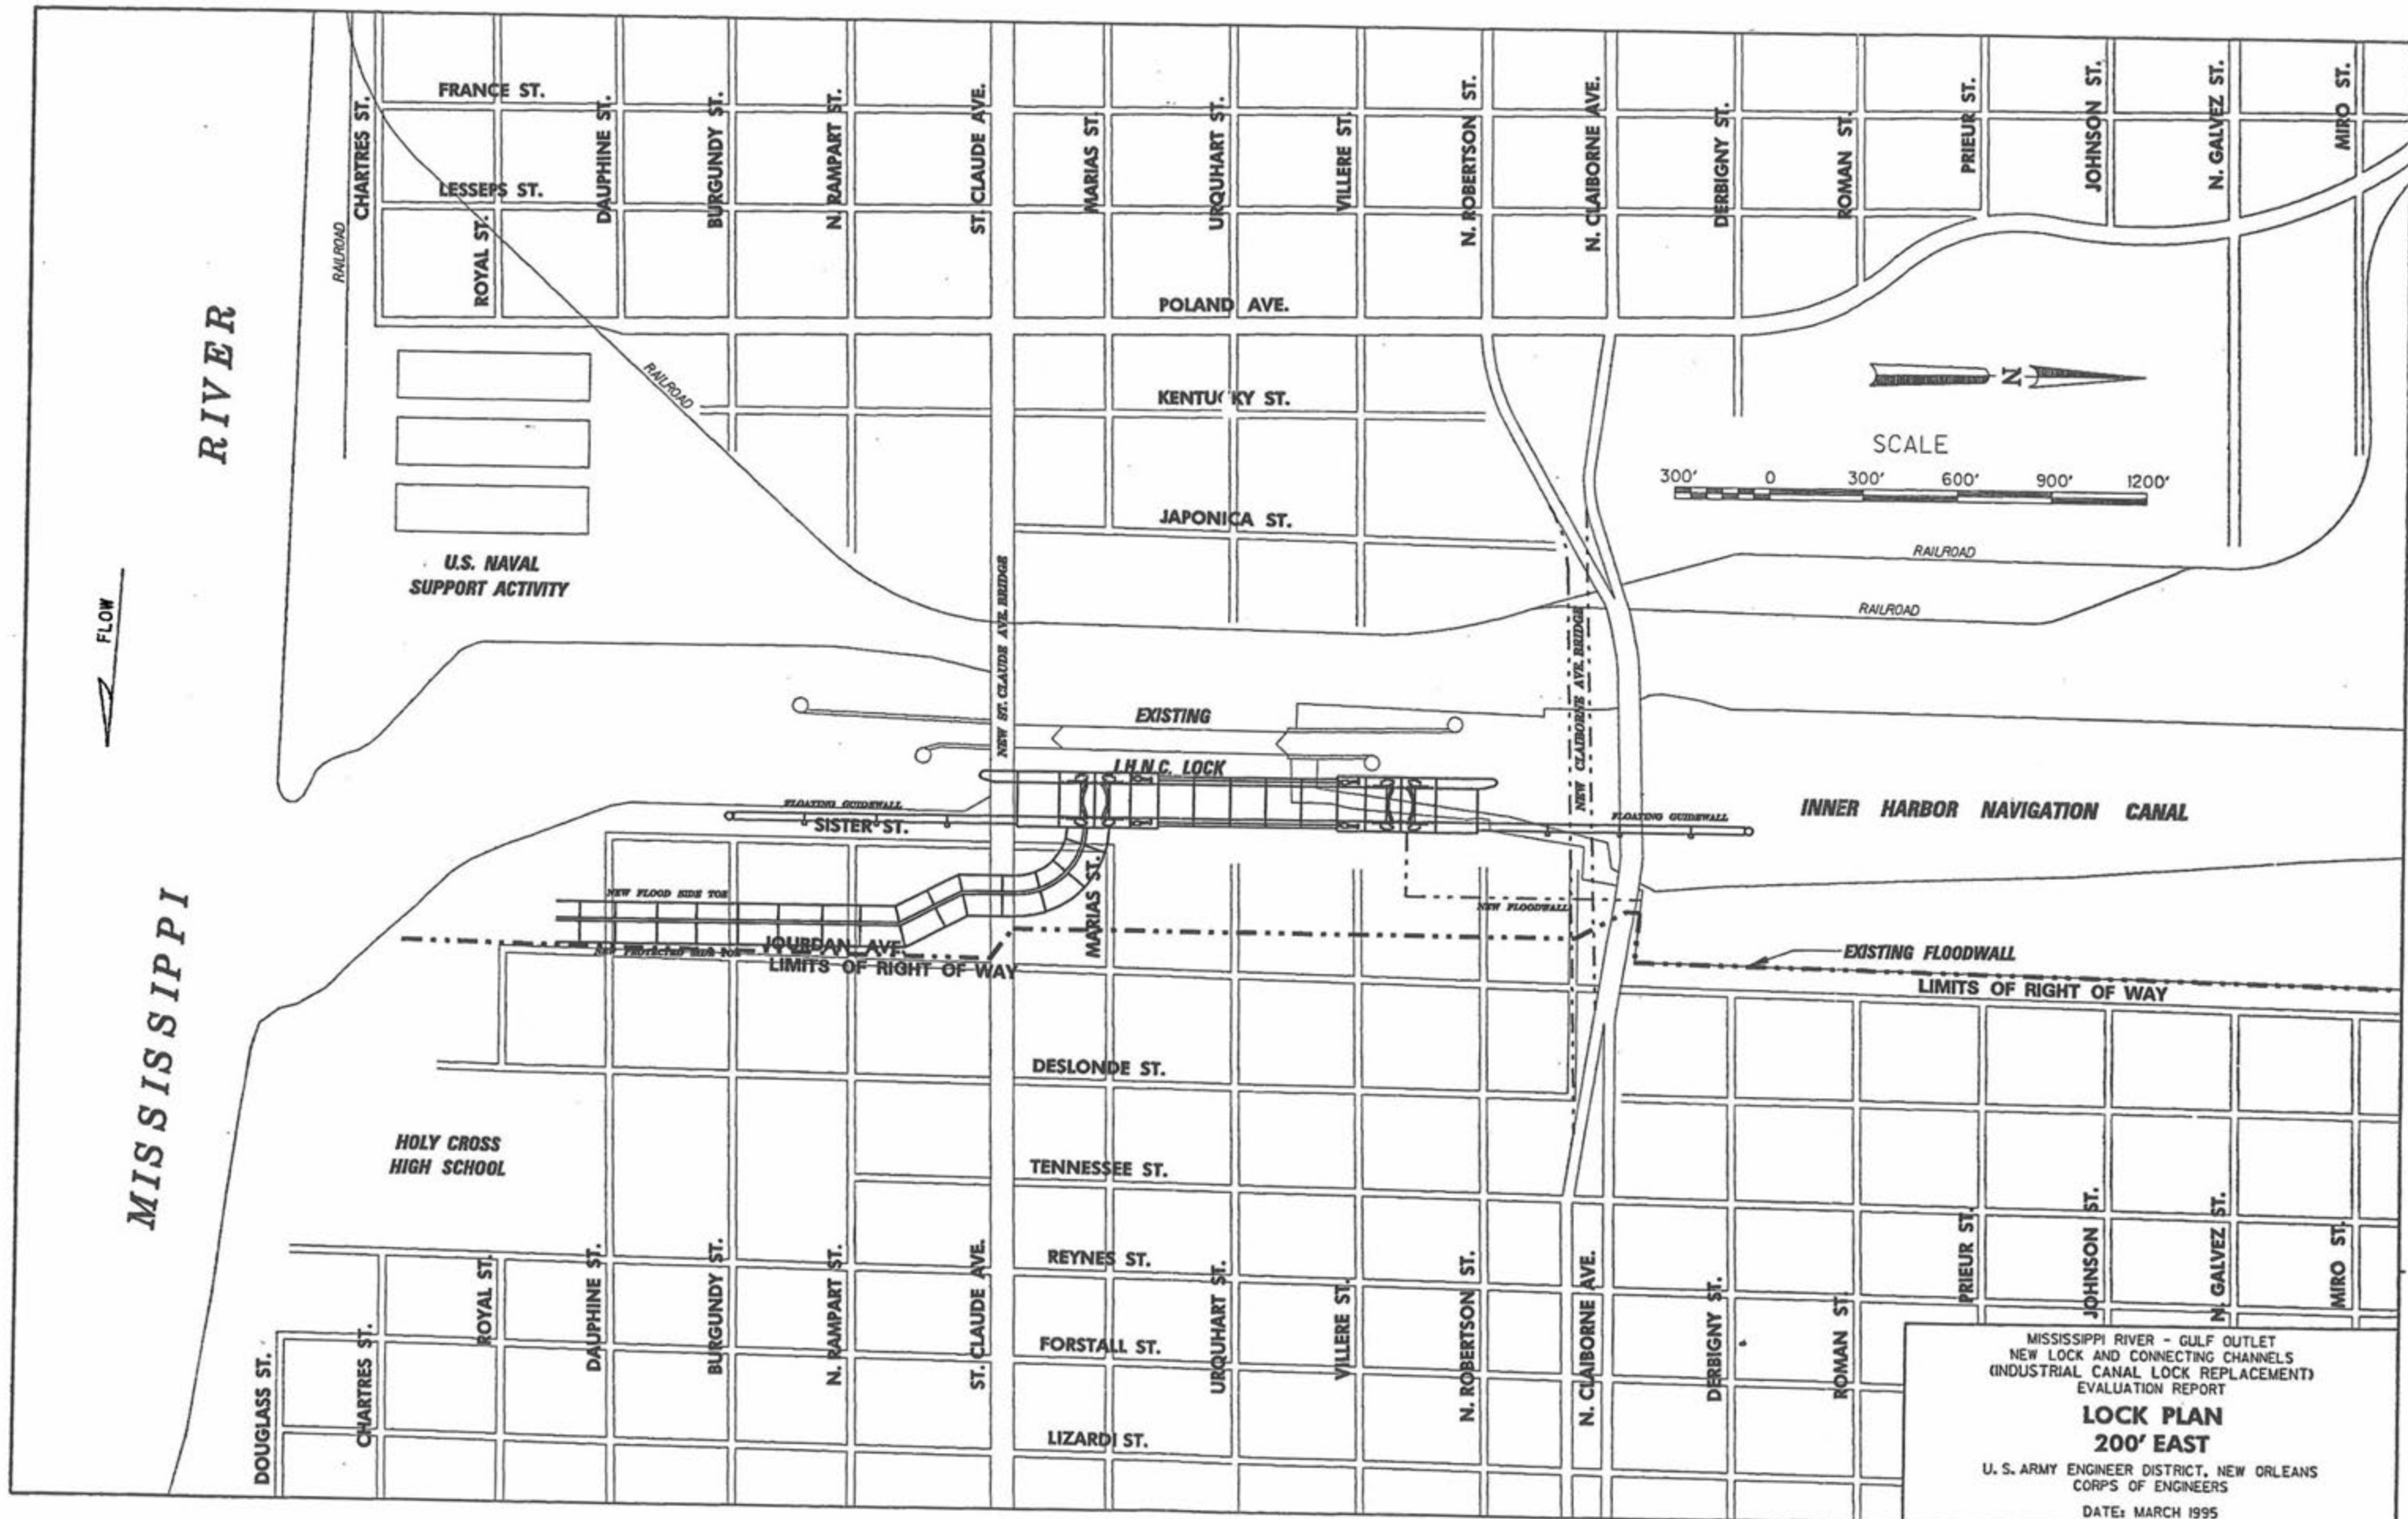 FRANCE ST.
LESSEPS ST.
CHARTRES ST.
ROYAL ST.
DAUPHINE ST.
BURGUNDY ST.
N. RAMPART ST.
ST. CLAUDE AVE.
MARIAS ST.
URQUHART ST.
VILLERE ST.
N. ROBERTSON ST.
N. CLAIBORNE AVE.
DERBIGNY ST.
ROMAN ST.
PRIEUR ST.
JOHNSON ST.
N. GALVEZ ST.
MIRO ST.
RAILROAD
POLAND AVE.
RAILROAD
KENTUCKY ST.
JAPONICA ST.
N
SCALE
300' 0 300' 600' 900' 1200'
RAILROAD
RAILROAD
U.S. NAVAL
SUPPORT ACTIVITY
FLOW
MISSISSIPPI RIVER
NEW ST. CLAUDE AVE. BRIDGE
NEW CLAIBORNE AVE. BRIDGE
EXISTING
I.H.N.C. LOCK
FLOATING GUIDEWALL
SISTER ST.
FLOATING GUIDEWALL
INNER HARBOR NAVIGATION CANAL
NEW FLOOD SIDE TOE
NEW PROTECTED SIDE TOE
JOURDAN AVE.
LIMITS OF RIGHT OF WAY
MARIAS ST.
NEW FLOODWALL
EXISTING FLOODWALL
LIMITS OF RIGHT OF WAY
DESLONDE ST.
HOLY CROSS
HIGH SCHOOL
TENNESSEE ST.
REYNES ST.
FORSTALL ST.
LIZARDI ST.
DOUGLASS ST.
CHARTRES ST.
ROYAL ST.
DAUPHINE ST.
BURGUNDY ST.
N. RAMPART ST.
ST. CLAUDE AVE.
URQUHART ST.
VILLERE ST.
N. ROBERTSON ST.
N. CLAIBORNE AVE.
DERBIGNY ST.
ROMAN ST.
PRIEUR ST.
JOHNSON ST.
N. GALVEZ ST.
MIRO ST.
MISSISSIPPI RIVER - GULF OUTLET
NEW LOCK AND CONNECTING CHANNELS
(INDUSTRIAL CANAL LOCK REPLACEMENT)
EVALUATION REPORT
LOCK PLAN
200' EAST
U. S. ARMY ENGINEER DISTRICT, NEW ORLEANS
CORPS OF ENGINEERS
DATE: MARCH 1995